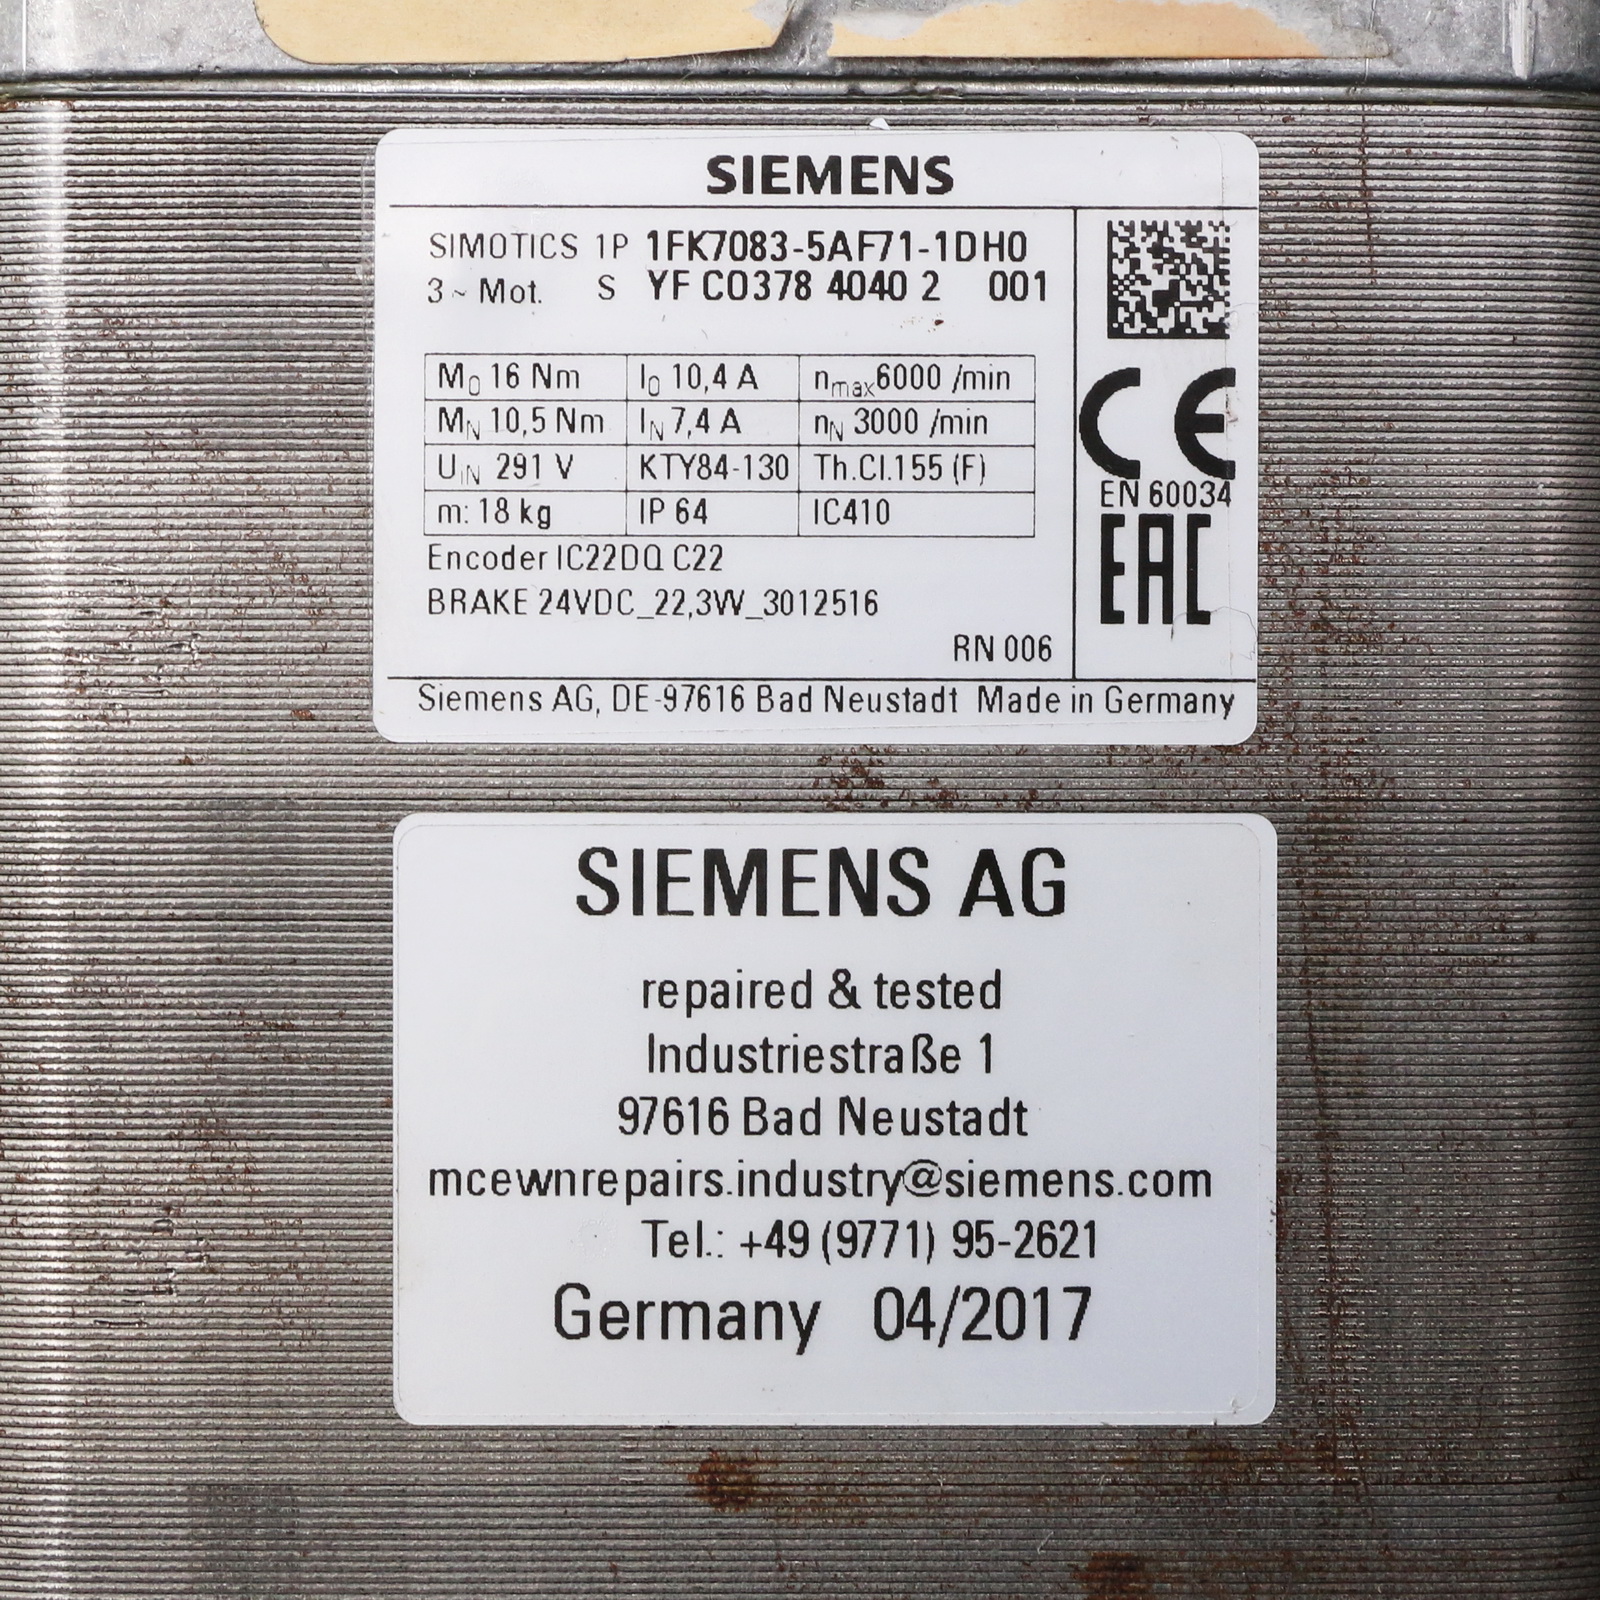 SIEMENS
SIMOTICS 1P 1FK7083-5AF71-1DH0
3~ Mot. S YF C0378 4040 2 001
M0 16 Nm I0 10,4 A nmax 6000 /min
MN 10,5 Nm IN 7,4 A nN 3000 /min
UIN 291 V KTY84-130 Th.Cl.155 (F)
m: 18 kg IP 64 IC410
Encoder IC22DQ C22
BRAKE 24VDC_22,3W_3012516
RN 006
CE
EN 60034
EAC
Siemens AG, DE-97616 Bad Neustadt Made in Germany
SIEMENS AG
repaired & tested
Industriestraße 1
97616 Bad Neustadt
mcewnrepairs.industry@siemens.com
Tel.: +49 (9771) 95-2621
Germany 04/2017